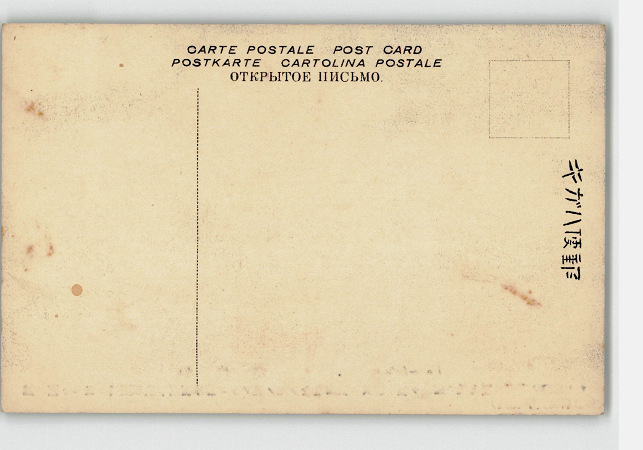 CARTE POSTALE POST CARD
POSTKARTE CARTOLINA POSTALE
ОТКРЫТОЕ ПИСЬМО.
郵便ハガキ